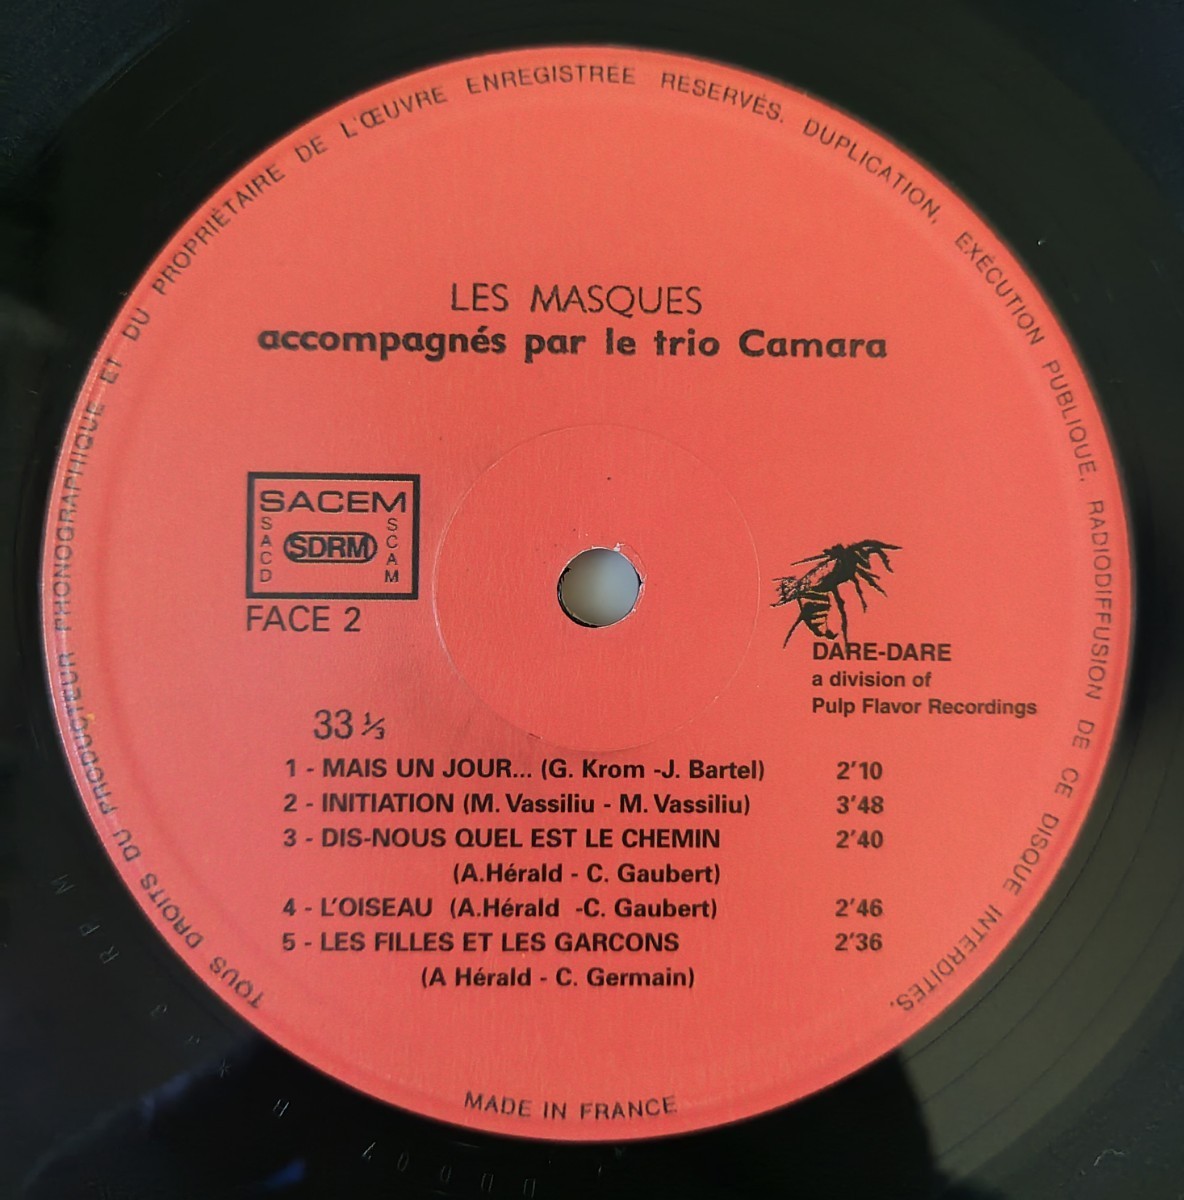 TOUS DROITS DU PRODUCTEUR PHONOGRAPHIQUE ET DU PROPRIÉTAIRE DE L'ŒUVRE ENREGISTRÉE RESERVÉS. DUPLICATION, EXÉCUTION PUBLIQUE, RADIODIFFUSION DE CE DISQUE INTERDITES.
LES MASQUES
accompagnés par le trio Camara
SACEM
SACD
SDRM
SCAM
FACE 2
DARE-DARE
a division of
Pulp Flavor Recordings
33 ⅓
1 - MAIS UN JOUR... (G. Krom -J. Bartel) 2'10
2 - INITIATION (M. Vassiliu - M. Vassiliu) 3'48
3 - DIS-NOUS QUEL EST LE CHEMIN 2'40
(A.Hérald - C. Gaubert)
4 - L'OISEAU (A.Hérald -C. Gaubert) 2'46
5 - LES FILLES ET LES GARCONS 2'36
(A Hérald - C. Germain)
MADE IN FRANCE